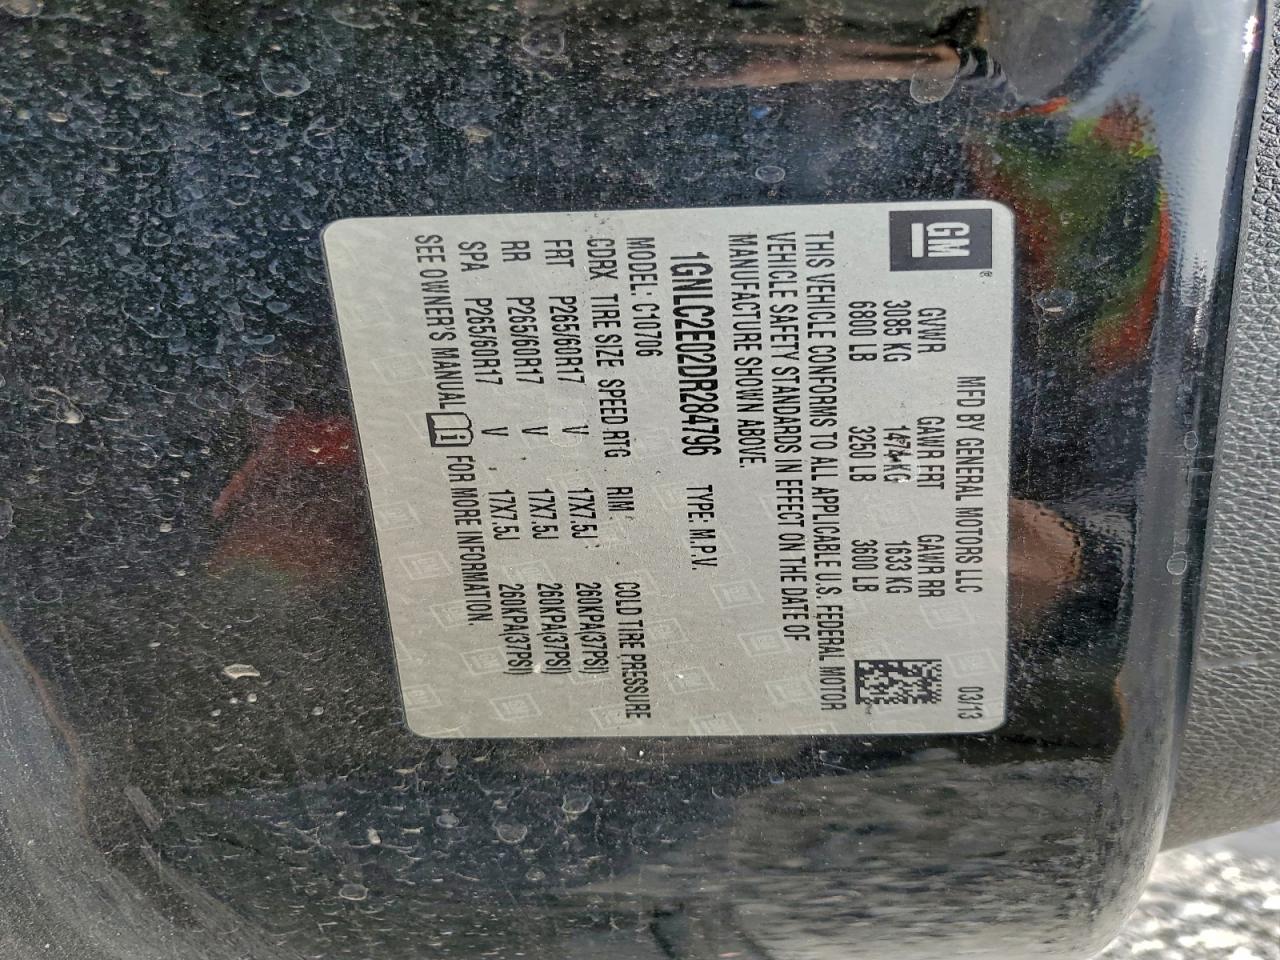 GM ®
MFD BY GENERAL MOTORS LLC 03/13
GVWR GAWR FRT GAWR RR
3085 KG 1474 KG 1633 KG
6800 LB 3250 LB 3600 LB
THIS VEHICLE CONFORMS TO ALL APPLICABLE U.S. FEDERAL MOTOR
VEHICLE SAFETY STANDARDS IN EFFECT ON THE DATE OF
MANUFACTURE SHOWN ABOVE.
1GNLC2E02DR284796 TYPE: M.P.V.
MODEL: C10706
CDRX TIRE SIZE SPEED RTG RIM COLD TIRE PRESSURE
FRT P265/60R17 V 17X7.5J 260KPA(37PSI)
RR P265/60R17 V 17X7.5J 260KPA(37PSI)
SPA P265/60R17 V 17X7.5J 260KPA(37PSI)
SEE OWNER'S MANUAL i FOR MORE INFORMATION